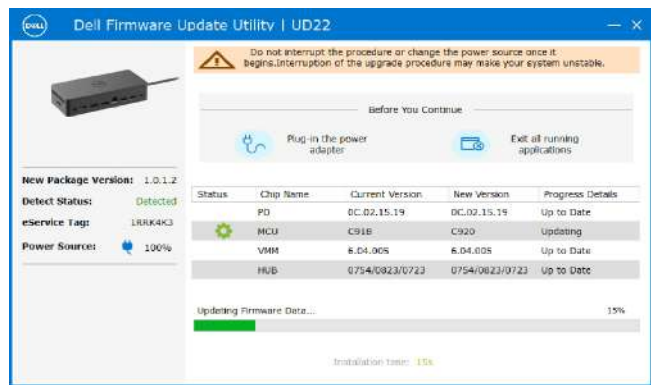 DELL Dell Firmware Update Utility | UD22
Do not interrupt the procedure or change the power source once it
begins.Interruption of the upgrade procedure may make your system unstable.
Before You Continue
Plug-in the power
adapter
Exit all running
applications
New Package Version: 1.0.1.2
Detect Status: Detected
eService Tag: 1RRK4K3
Power Source: 100%
Status Chip Name Current Version New Version Progress Details
PD 0C.02.15.19 0C.02.15.19 Up to Date
MCU C91B C920 Updating
VMM 6.04.005 6.04.005 Up to Date
HUB 0754/0823/0723 0754/0823/0723 Up to Date
Updating Firmware Data... 15%
Installation time: 15s